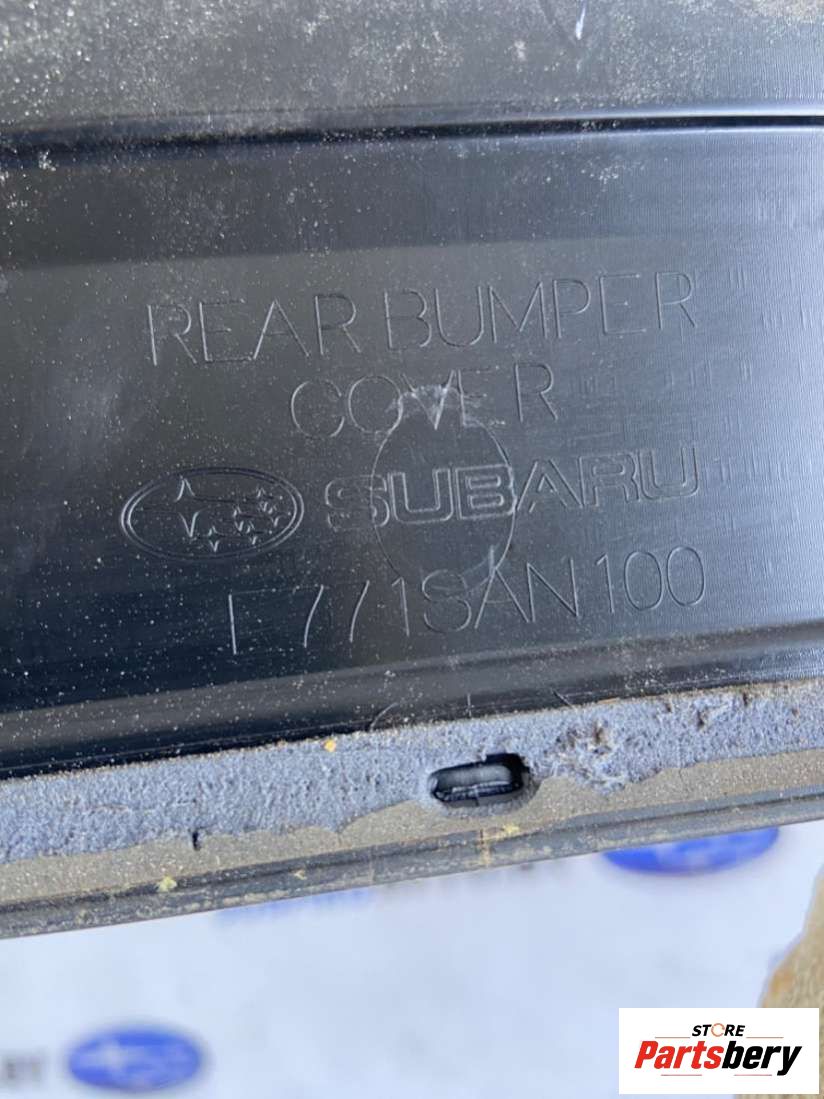 REAR BUMPER
COVER
SUBARU
E771SAN100
STORE
Partsbery